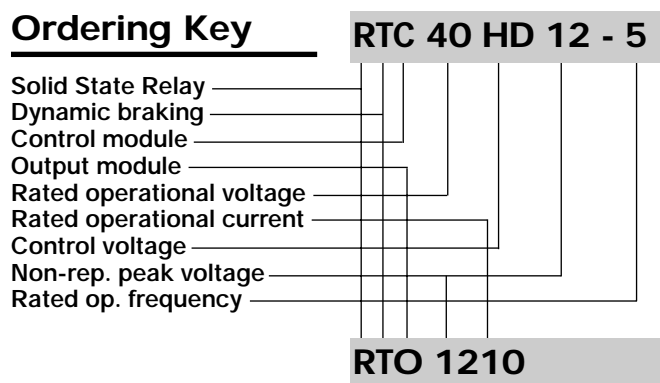 Ordering Key
RTC 40 HD 12 - 5
Solid State Relay
Dynamic braking
Control module
Output module
Rated operational voltage
Rated operational current
Control voltage
Non-rep. peak voltage
Rated op. frequency
RTO 1210